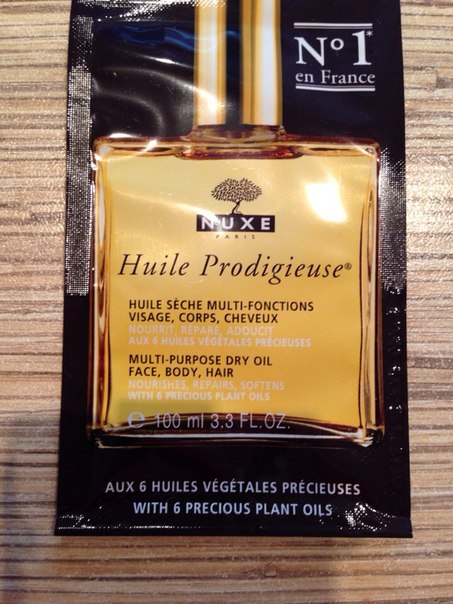 N° 1*
en France
NUXE
PARIS
Huile Prodigieuse®
HUILE SÈCHE MULTI-FONCTIONS
VISAGE, CORPS, CHEVEUX
NOURRIT, RÉPARE, ADOUCIT
AUX 6 HUILES VÉGÉTALES PRÉCIEUSES
MULTI-PURPOSE DRY OIL
FACE, BODY, HAIR
NOURISHES, REPAIRS, SOFTENS
WITH 6 PRECIOUS PLANT OILS
℮ 100 ml 3.3 FL.OZ.
AUX 6 HUILES VÉGÉTALES PRÉCIEUSES
WITH 6 PRECIOUS PLANT OILS